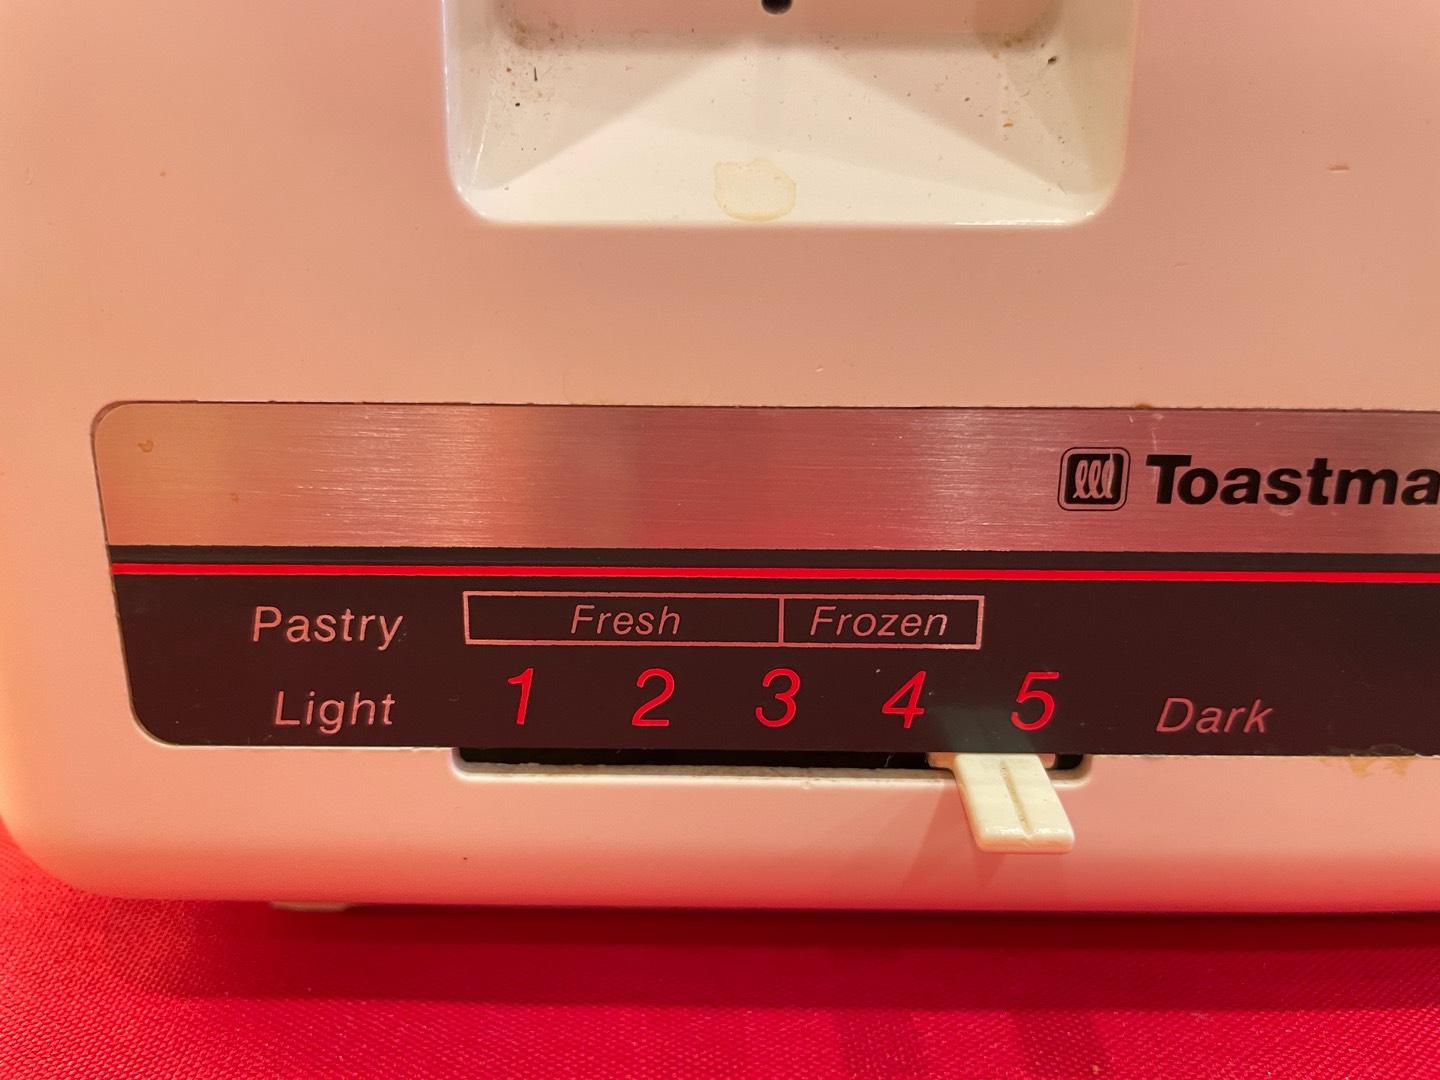 Toastma
Pastry Fresh Frozen
Light 1 2 3 4 5 Dark